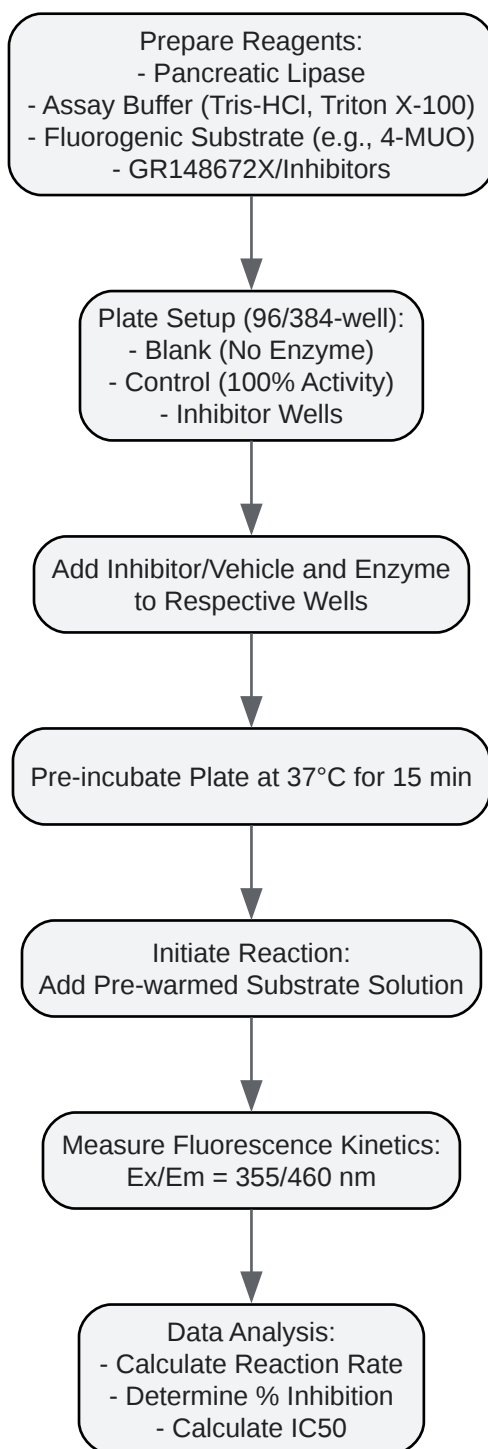 Prepare Reagents:
- Pancreatic Lipase
- Assay Buffer (Tris-HCl, Triton X-100)
- Fluorogenic Substrate (e.g., 4-MUO)
- GR148672X/Inhibitors
Plate Setup (96/384-well):
- Blank (No Enzyme)
- Control (100% Activity)
- Inhibitor Wells
Add Inhibitor/Vehicle and Enzyme
to Respective Wells
Pre-incubate Plate at 37°C for 15 min
Initiate Reaction:
Add Pre-warmed Substrate Solution
Measure Fluorescence Kinetics:
Ex/Em = 355/460 nm
Data Analysis:
- Calculate Reaction Rate
- Determine % Inhibition
- Calculate IC50